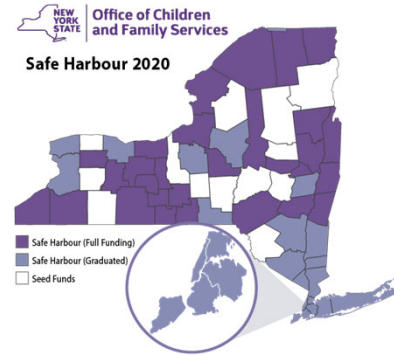 NEW YORK STATE
Office of Children
and Family Services
Safe Harbour 2020
Safe Harbour (Full Funding)
Safe Harbour (Graduated)
Seed Funds